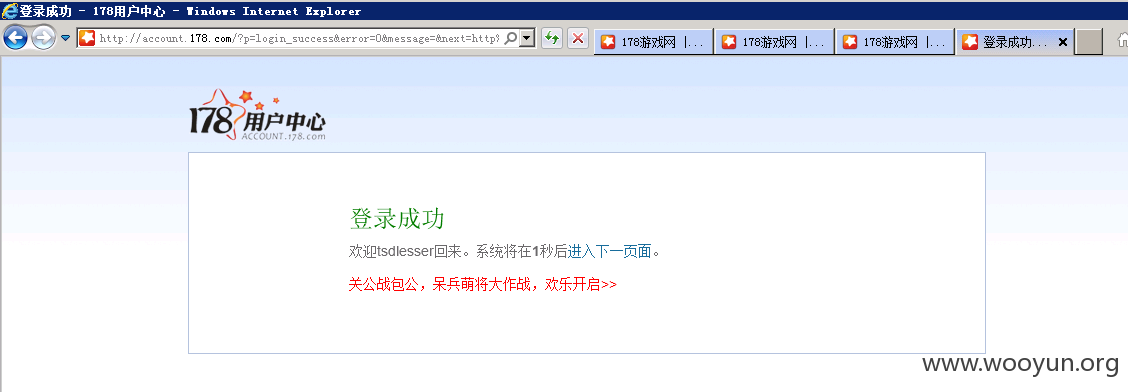 登录成功 - 178用户中心 - Windows Internet Explorer
http://account.178.com/?p=login_success&error=0&message=&next=http%
178游戏网 |...
178游戏网 |...
178游戏网 |...
登录成功...
178用户中心
ACCOUNT.178.com
登录成功
欢迎tsdlesser回来。系统将在1秒后进入下一页面。
关公战包公，呆兵萌将大作战，欢乐开启>>
www.wooyun.org